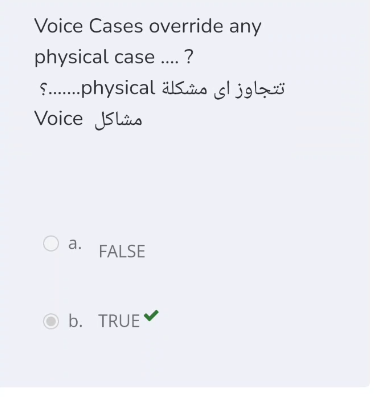 Voice Cases override any
physical case .... ?
تتجاوز اى مشكلة physical.......؟
مشاكل Voice
a. FALSE
b. TRUE